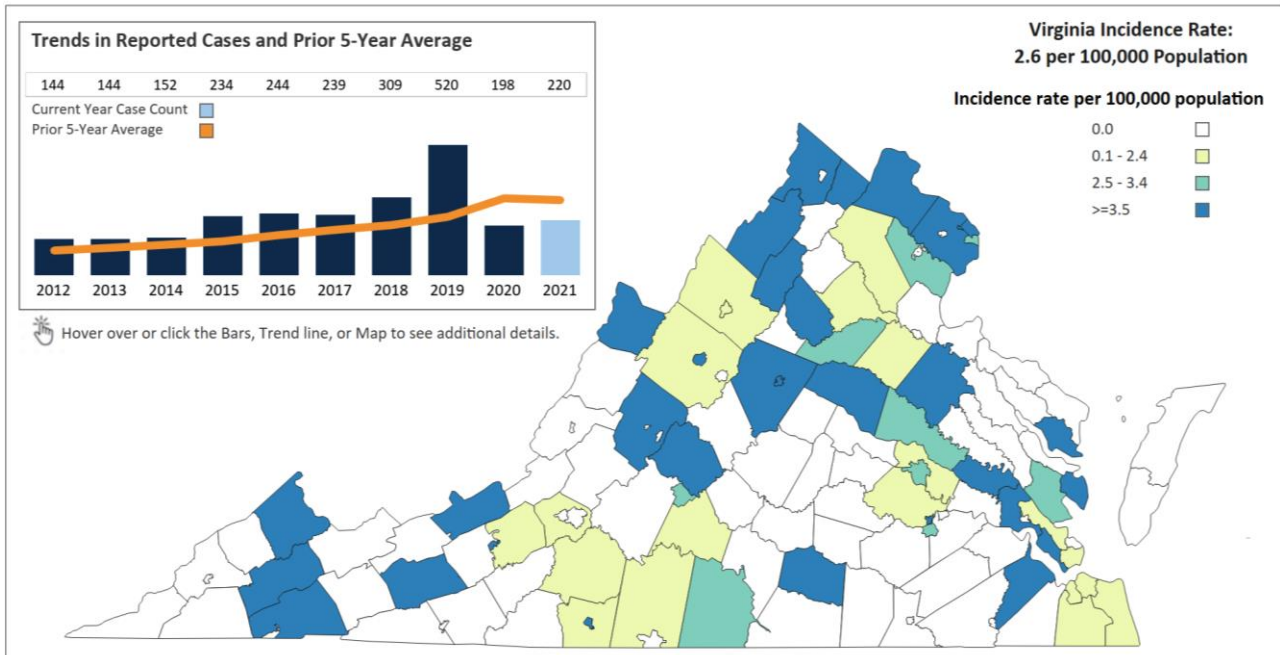 Trends in Reported Cases and Prior 5-Year Average
144 144 152 234 244 239 309 520 198 220
Current Year Case Count
Prior 5-Year Average
2012 2013 2014 2015 2016 2017 2018 2019 2020 2021
Hover over or click the Bars, Trend line, or Map to see additional details.
Virginia Incidence Rate:
2.6 per 100,000 Population
Incidence rate per 100,000 population
0.0
0.1 - 2.4
2.5 - 3.4
>=3.5